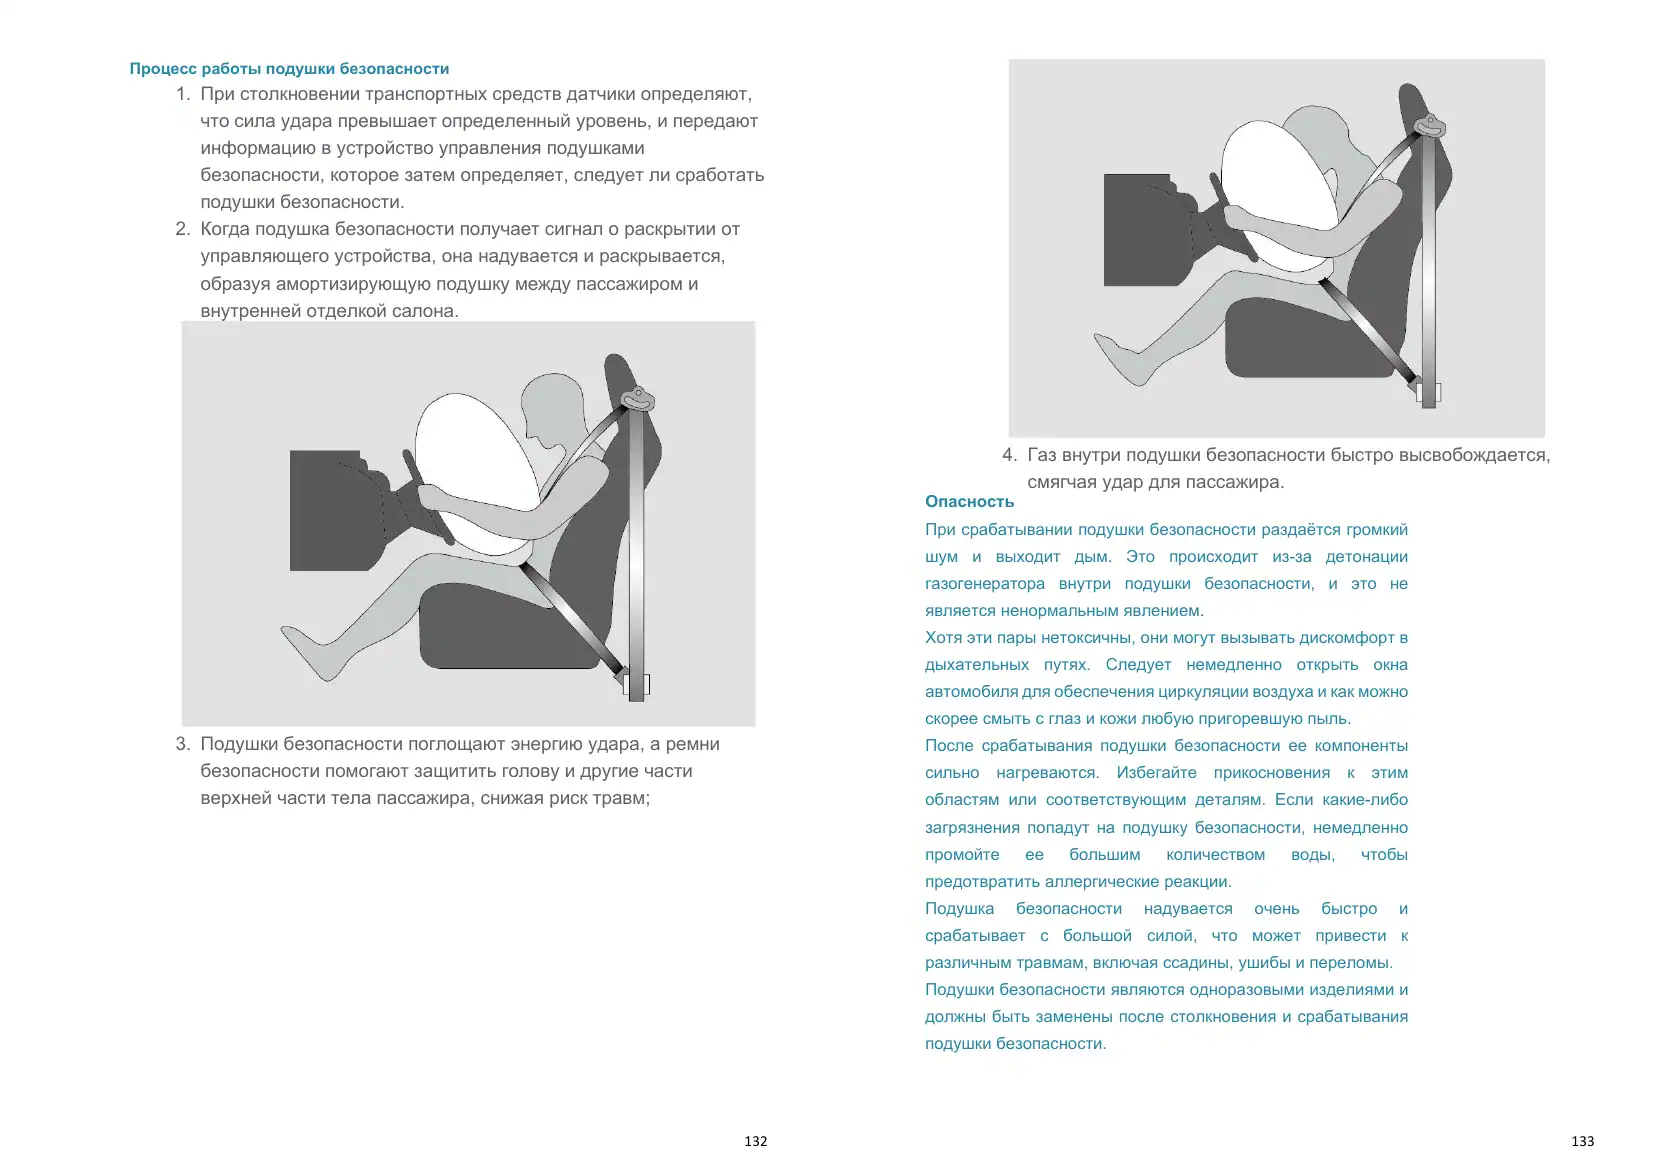 Процесс работы подушки безопасности
1. При столкновении транспортных средств датчики определяют,
что сила удара превышает определенный уровень, и передают
информацию в устройство управления подушками
безопасности, которое затем определяет, следует ли сработать
подушки безопасности.
2. Когда подушка безопасности получает сигнал о раскрытии от
управляющего устройства, она надувается и раскрывается,
образуя амортизирующую подушку между пассажиром и
внутренней отделкой салона.
3. Подушки безопасности поглощают энергию удара, а ремни
безопасности помогают защитить голову и другие части
верхней части тела пассажира, снижая риск травм;
132
4. Газ внутри подушки безопасности быстро высвобождается,
смягчая удар для пассажира.
Опасность
При срабатывании подушки безопасности раздаётся громкий
шум и выходит дым. Это происходит из-за детонации
газогенератора внутри подушки безопасности, и это не
является ненормальным явлением.
Хотя эти пары нетоксичны, они могут вызывать дискомфорт в
дыхательных путях. Следует немедленно открыть окна
автомобиля для обеспечения циркуляции воздуха и как можно
скорее смыть с глаз и кожи любую пригоревшую пыль.
После срабатывания подушки безопасности ее компоненты
сильно нагреваются. Избегайте прикосновения к этим
областям или соответствующим деталям. Если какие-либо
загрязнения попадут на подушку безопасности, немедленно
промойте ее большим количеством воды, чтобы
предотвратить аллергические реакции.
Подушка безопасности надувается очень быстро и
срабатывает с большой силой, что может привести к
различным травмам, включая ссадины, ушибы и переломы.
Подушки безопасности являются одноразовыми изделиями и
должны быть заменены после столкновения и срабатывания
подушки безопасности.
133